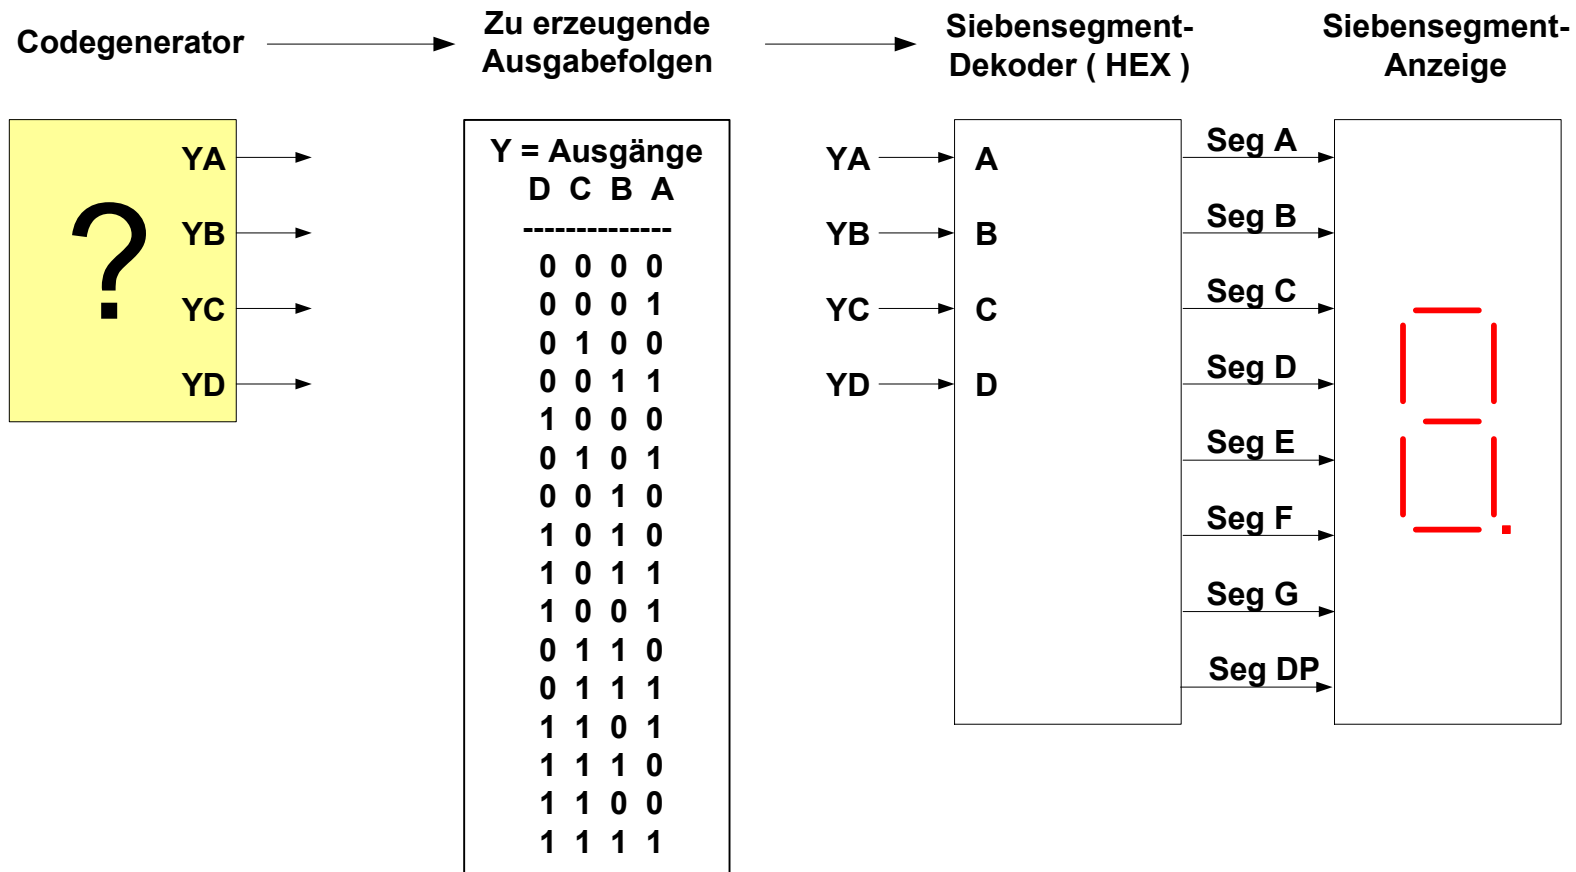 Codegenerator
Zu erzeugende
Ausgabefolgen
Siebensegment-
Dekoder ( HEX )
Siebensegment-
Anzeige
?
YA
YB
YC
YD
Y = Ausgänge
D C B A
--------------
0 0 0 0
0 0 0 1
0 1 0 0
0 0 1 1
1 0 0 0
0 1 0 1
0 0 1 0
1 0 1 0
1 0 1 1
1 0 0 1
0 1 1 0
0 1 1 1
1 1 0 1
1 1 1 0
1 1 0 0
1 1 1 1
YA
YB
YC
YD
A
B
C
D
Seg A
Seg B
Seg C
Seg D
Seg E
Seg F
Seg G
Seg DP